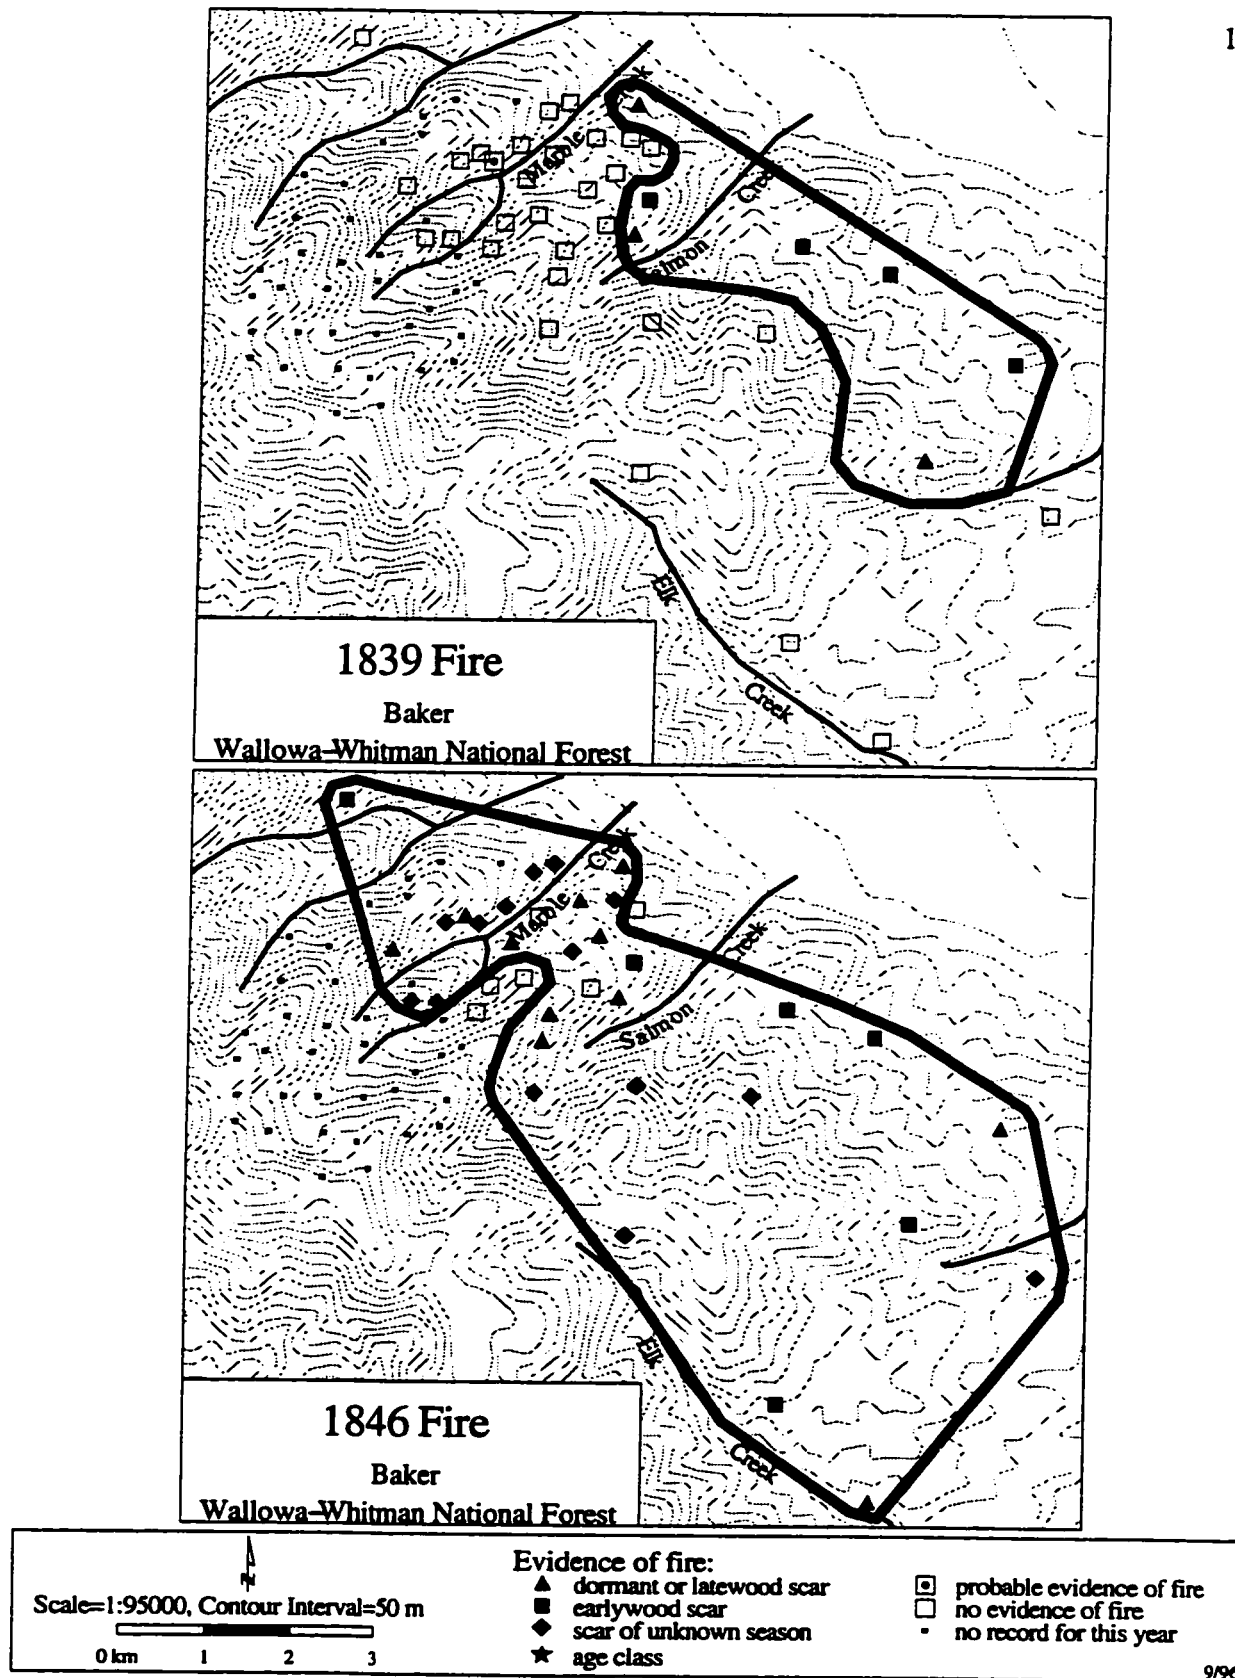 1
Creek
Marble
Creek
Salmon
Elk
Creek
1839 Fire
Baker
Wallowa-Whitman National Forest
Creek
Marble
Creek
Salmon
Elk
Creek
1846 Fire
Baker
Wallowa-Whitman National Forest
N
Scale=1:95000, Contour Interval=50 m
0 km 1 2 3
Evidence of fire:
dormant or latewood scar
earlywood scar
scar of unknown season
age class
probable evidence of fire
no evidence of fire
no record for this year